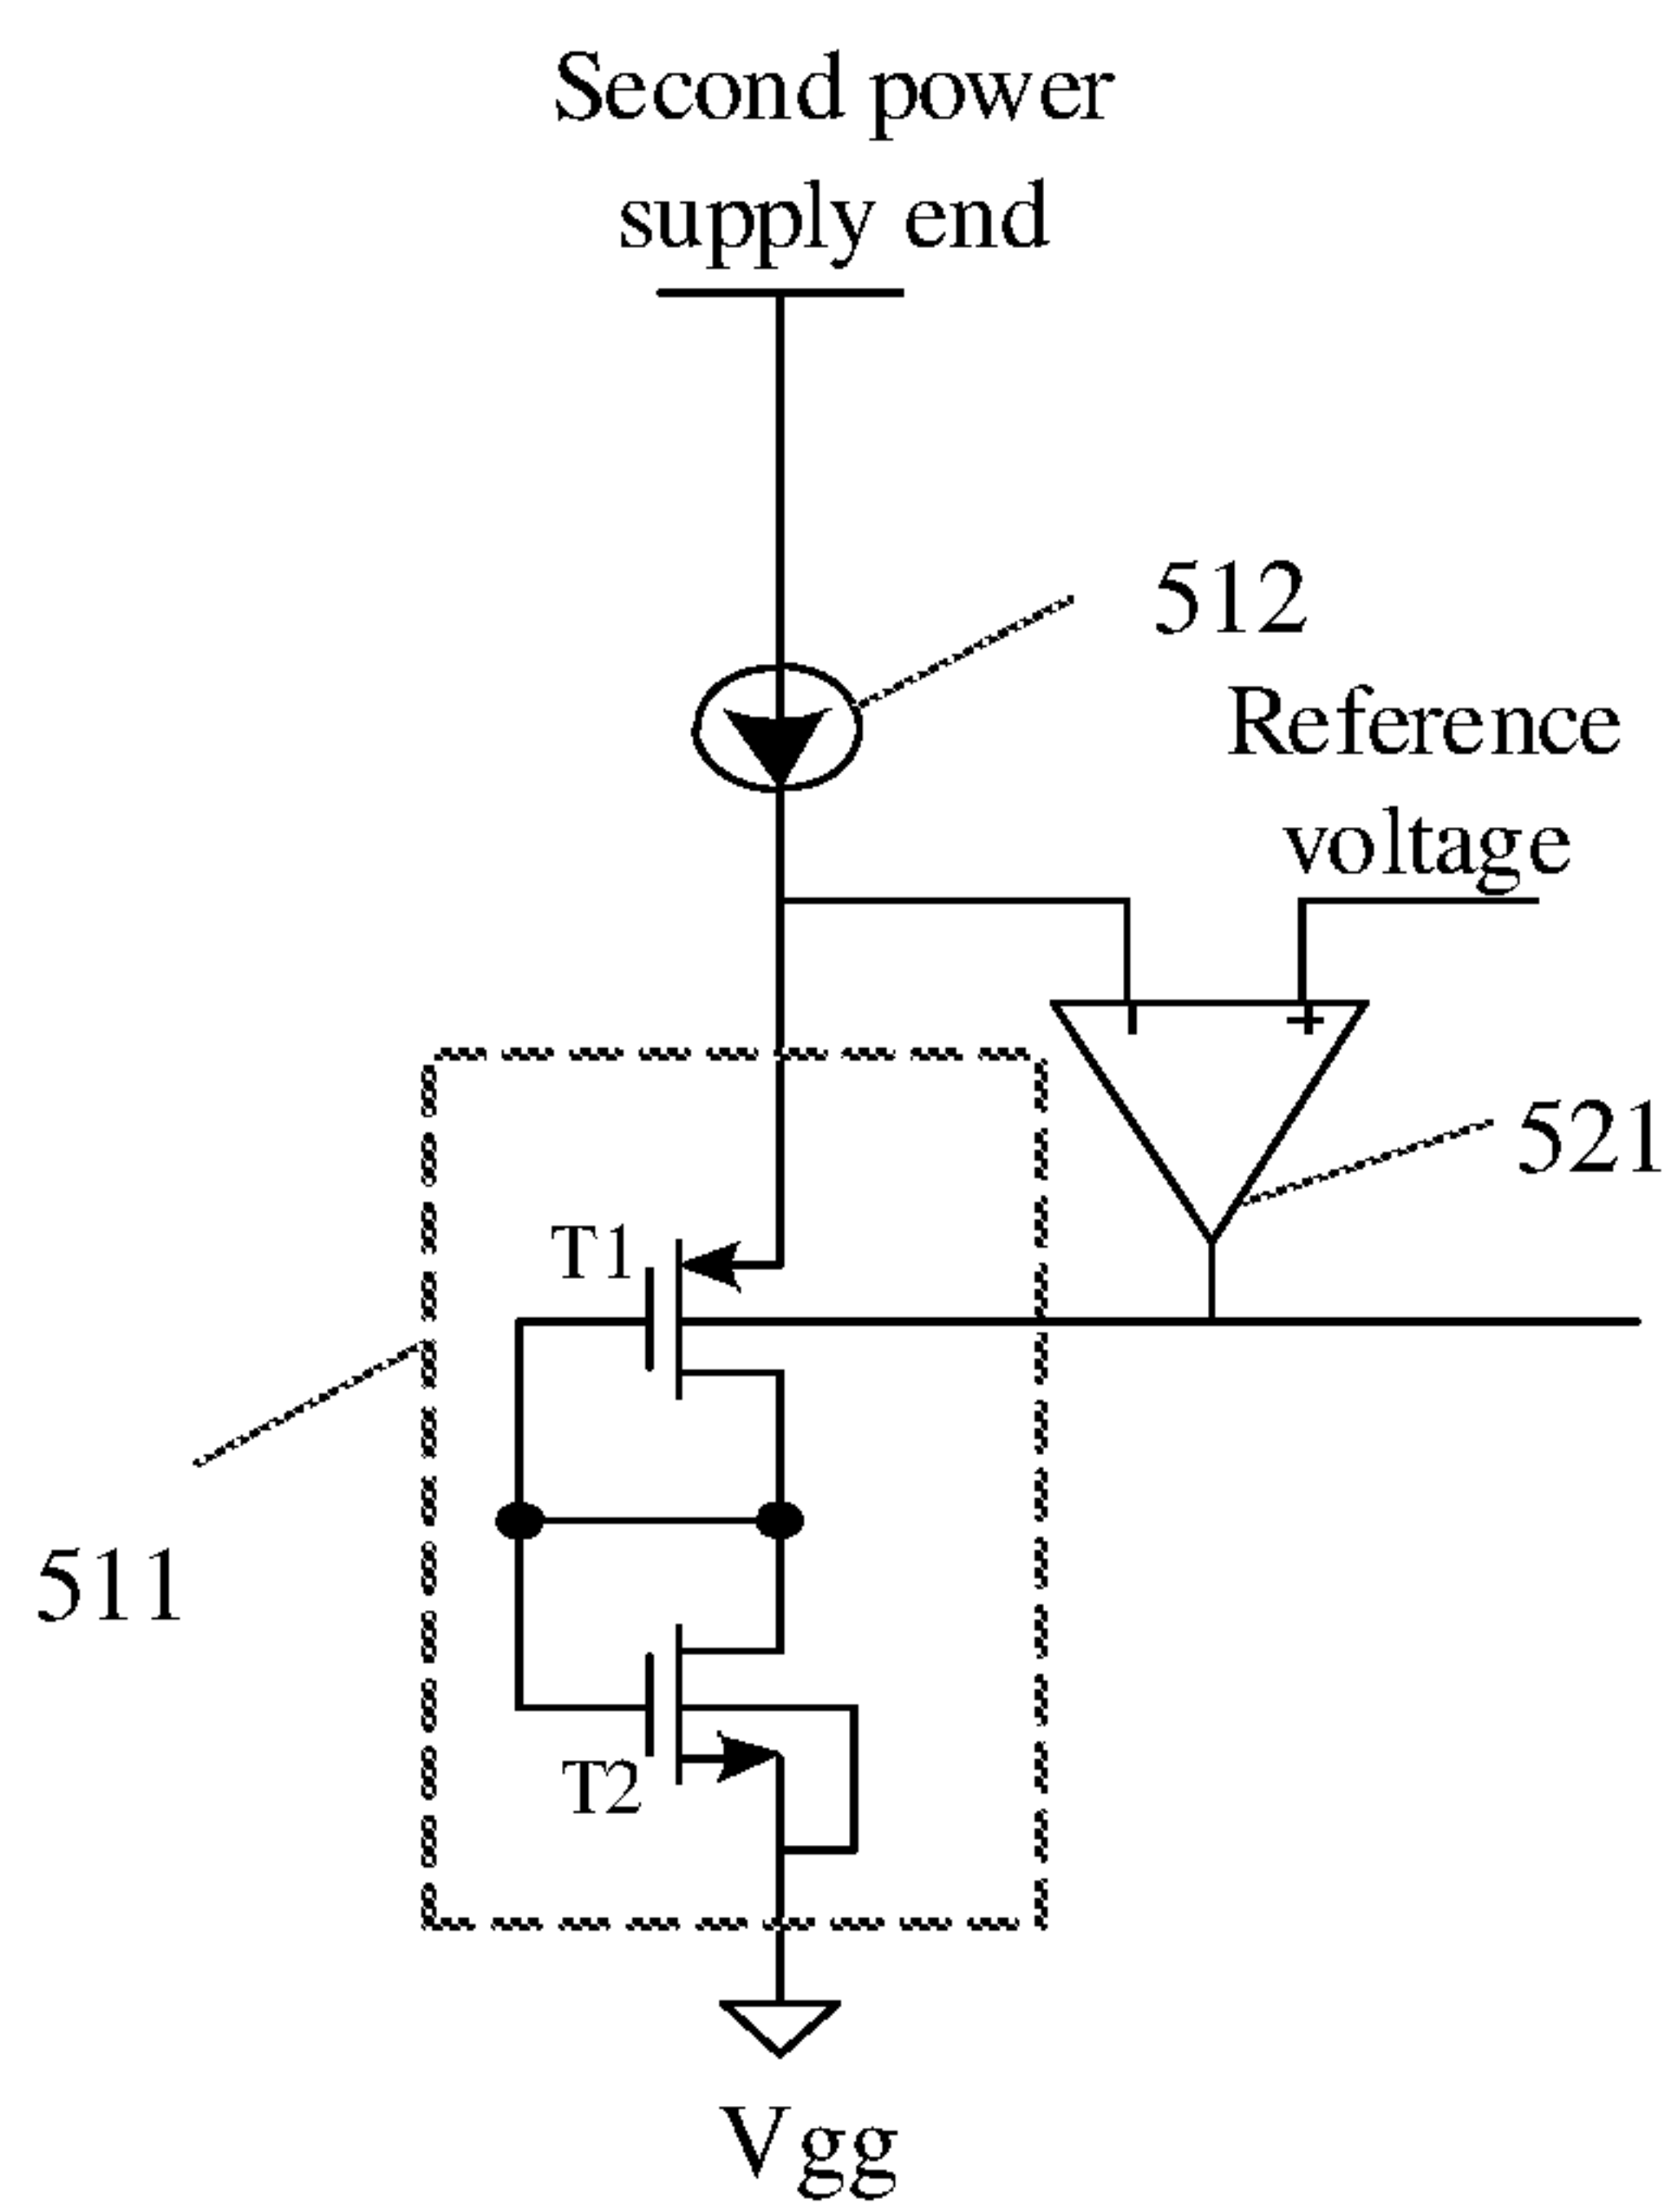 Second power
supply end
512
Reference
voltage
521
T1
511
T2
Vgg